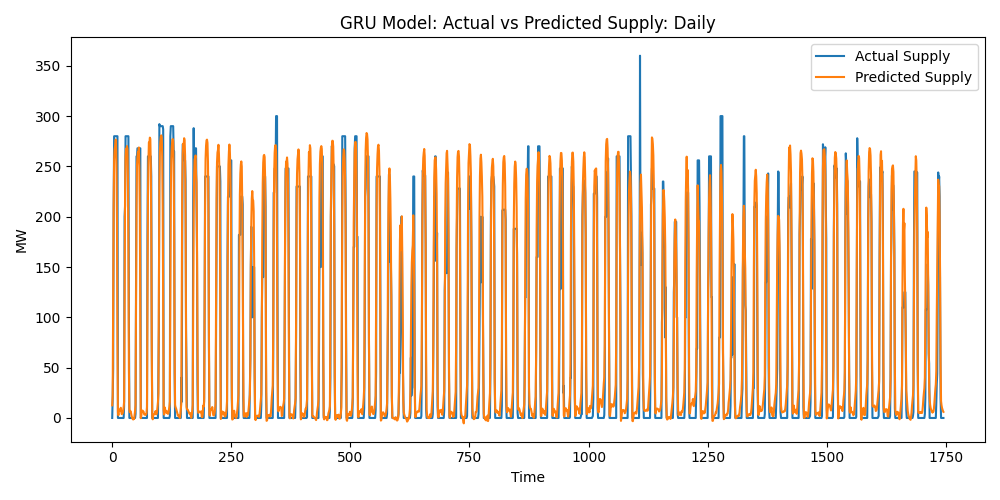 GRU Model: Actual vs Predicted Supply: Daily
Actual Supply
Predicted Supply
MW
350
300
250
200
150
100
50
0
0 250 500 750 1000 1250 1500 1750
Time